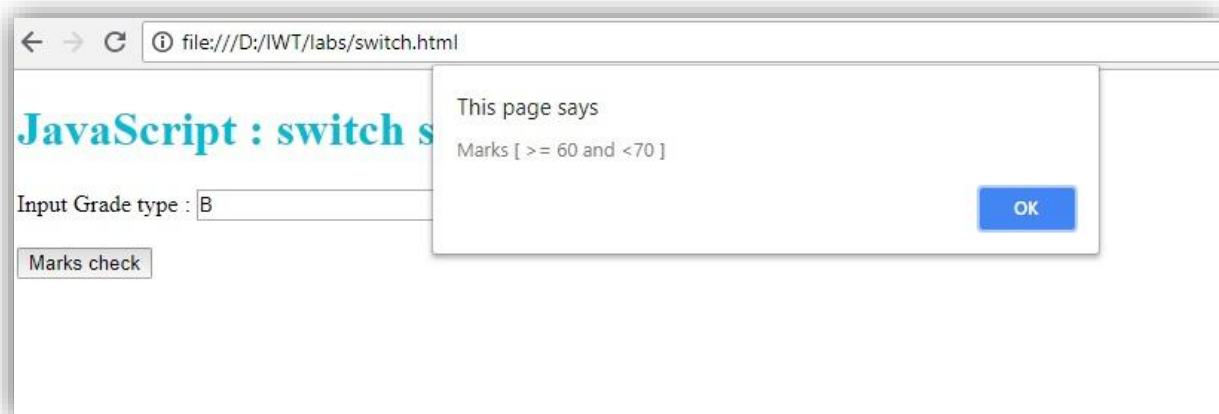 file:///D:/IWT/labs/switch.html
This page says
Marks [ >= 60 and <70 ]
OK
JavaScript : switch s
Input Grade type : B
Marks check